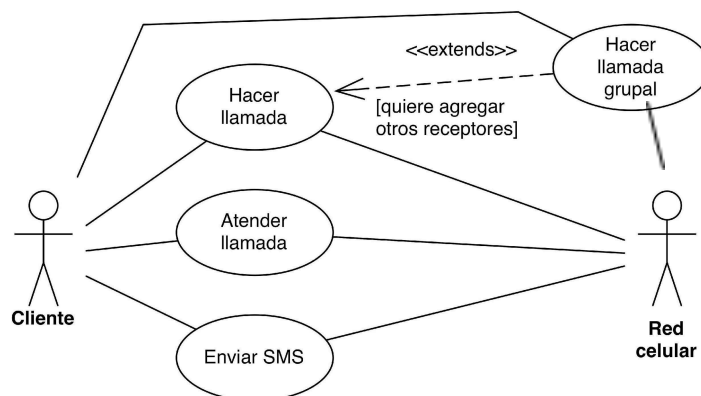 <<extends>>
Hacer
llamada
grupal
Hacer
llamada
[quiere agregar
otros receptores]
Atender
llamada
Cliente
Enviar SMS
Red
celular